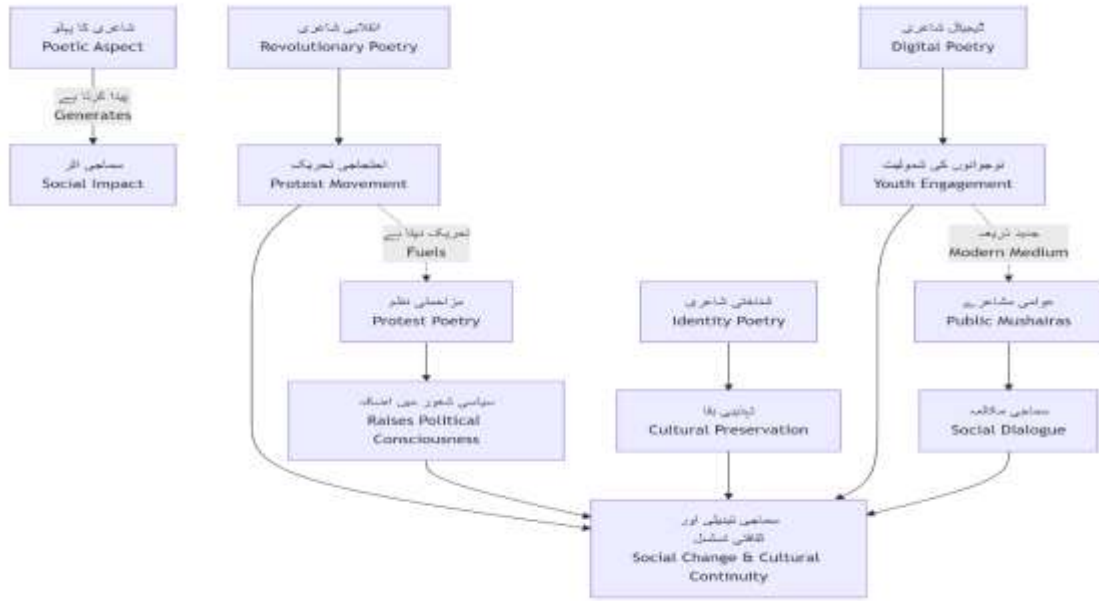 شاعری کا پہلو
Poetic Aspect
پیدا کرتا ہے
Generates
سماجی اثر
Social Impact
انقلابی شاعری
Revolutionary Poetry
احتجاجی تحریک
Protest Movement
تحریک دیتا ہے
Fuels
مزاحمتی نظم
Protest Poetry
سیاسی شعور میں اضافہ
Raises Political
Consciousness
شناختی شاعری
Identity Poetry
تہذیبی بقا
Cultural Preservation
ڈیجیٹل شاعری
Digital Poetry
نوجوانوں کی شمولیت
Youth Engagement
جدید ذریعہ
Modern Medium
عوامی مشاعرے
Public Mushairas
سماجی مکالمہ
Social Dialogue
سماجی تبدیلی اور
ثقافتی تسلسل
Social Change & Cultural
Continuity